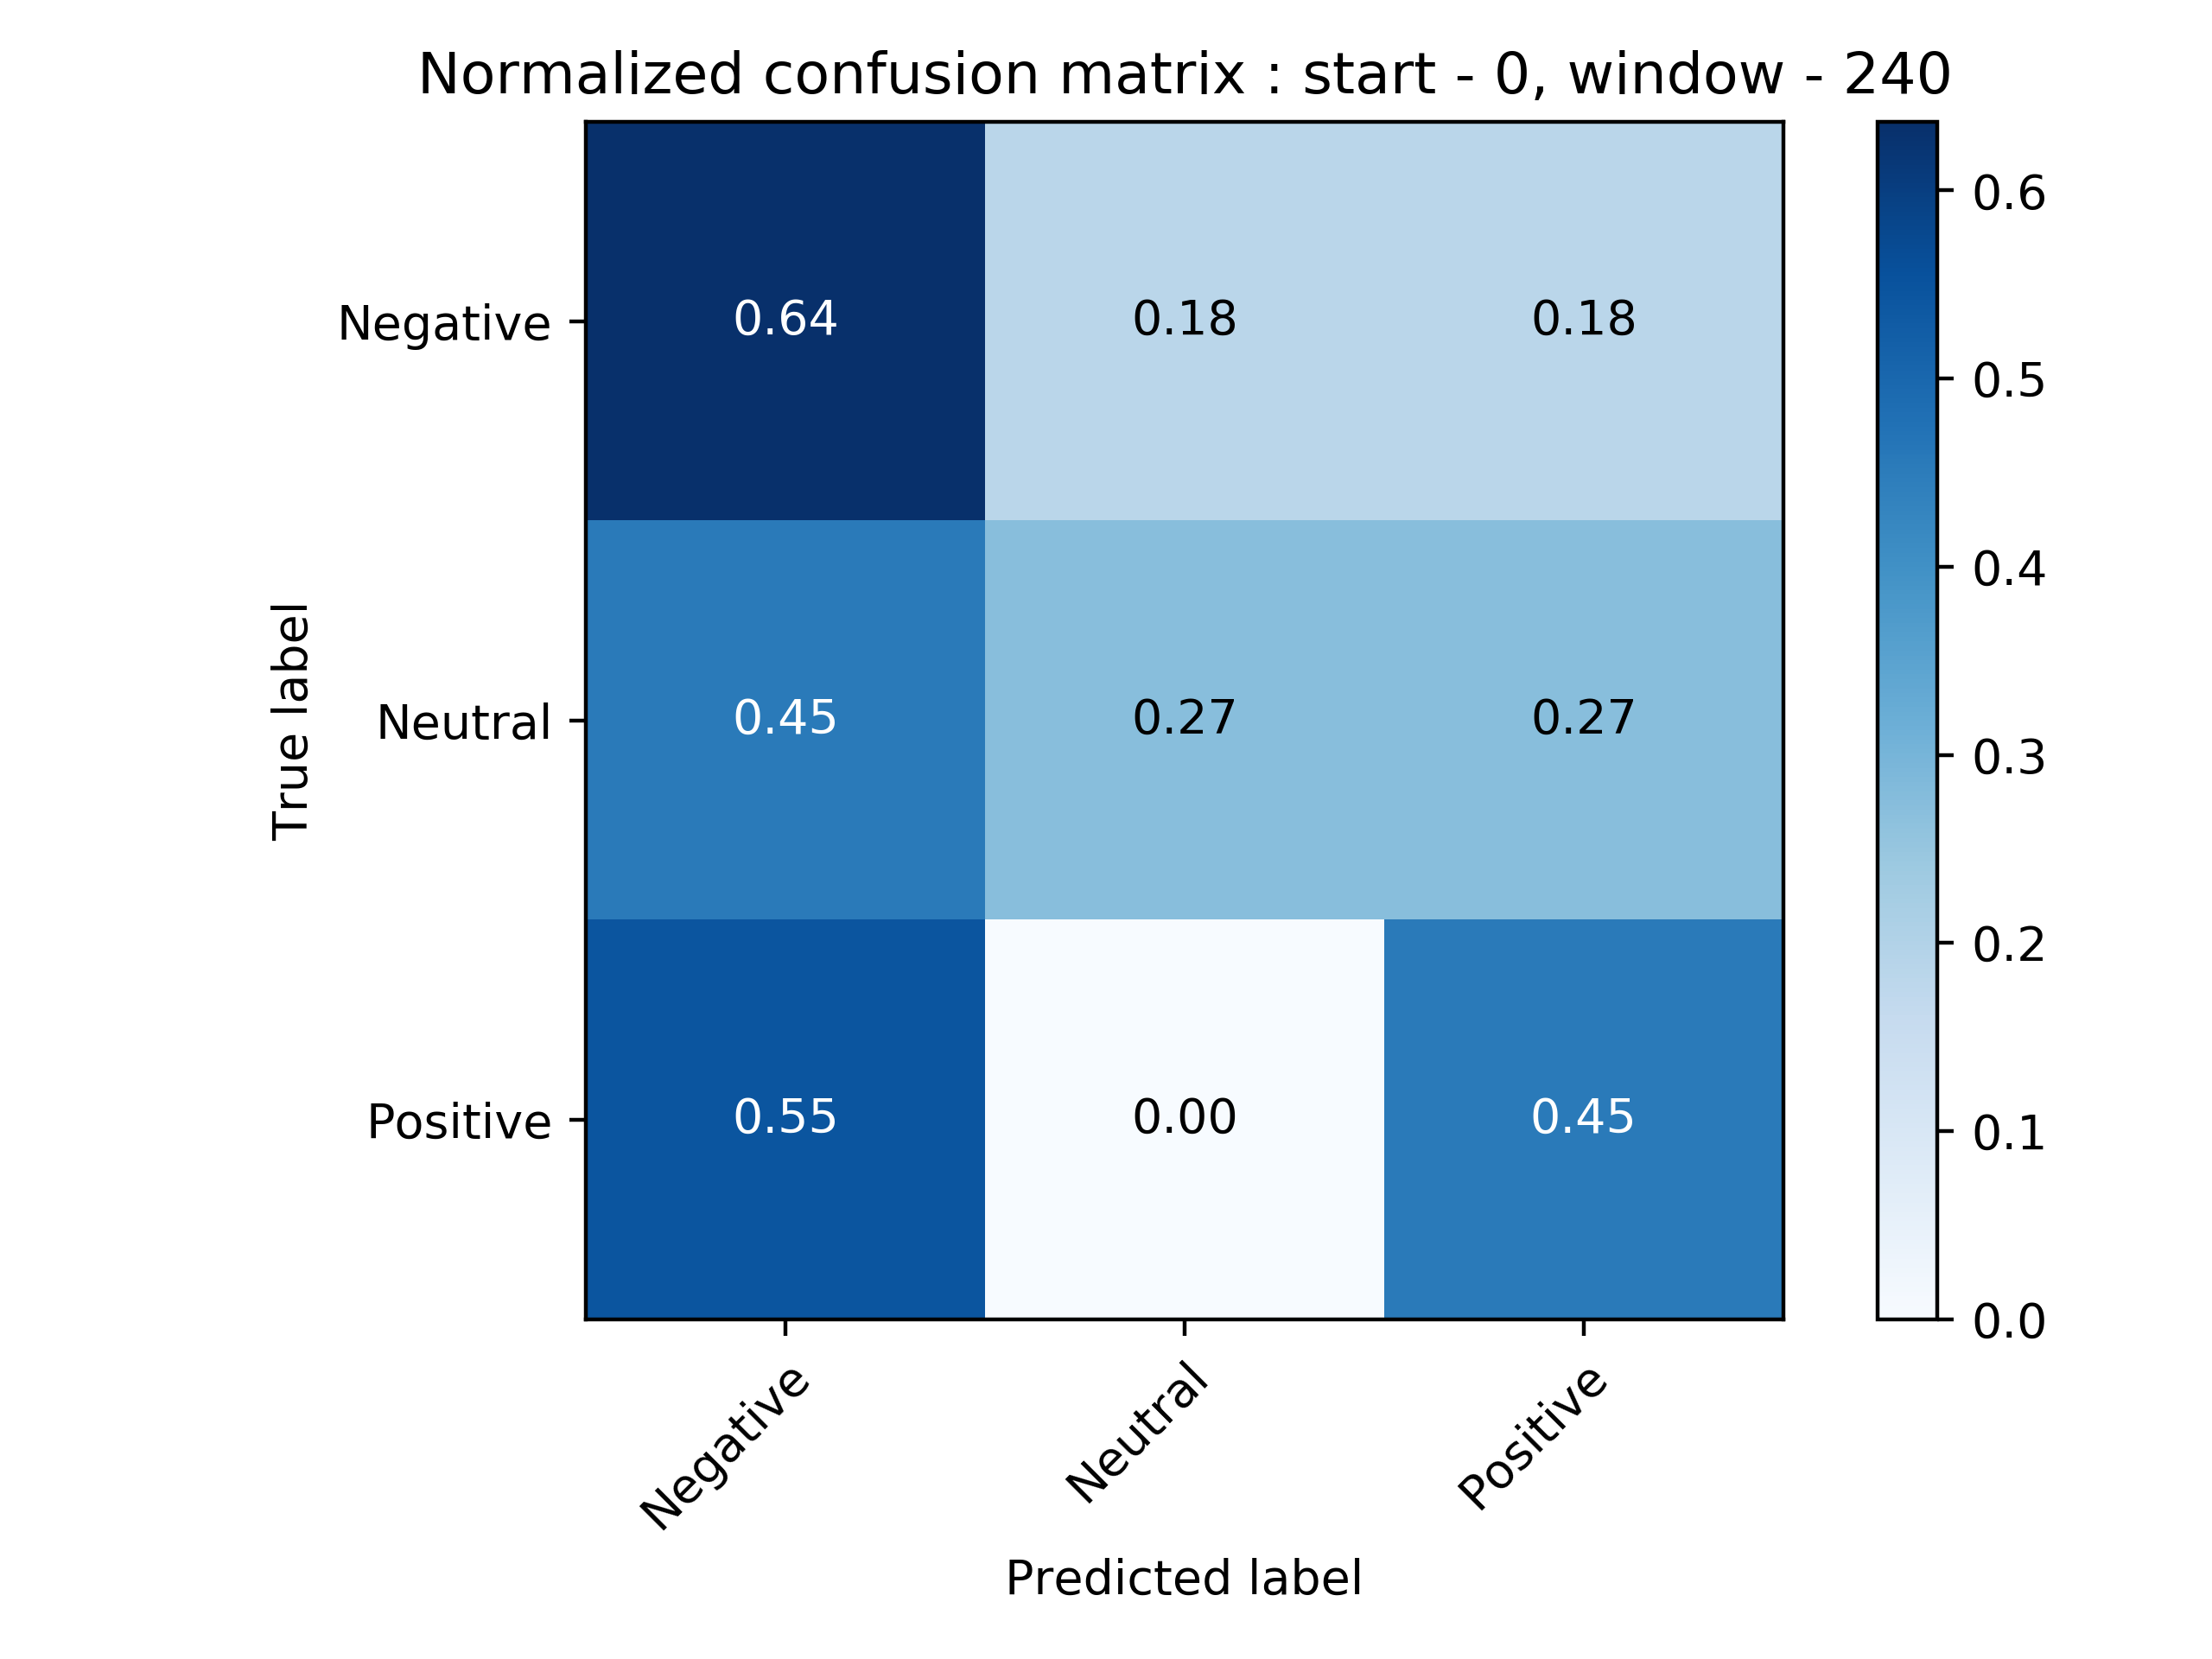 Normalized confusion matrix : start - 0, window - 240
Negative
Neutral
Positive
True label
0.64 0.18 0.18
0.45 0.27 0.27
0.55 0.00 0.45
Negative
Neutral
Positive
Predicted label
0.6
0.5
0.4
0.3
0.2
0.1
0.0